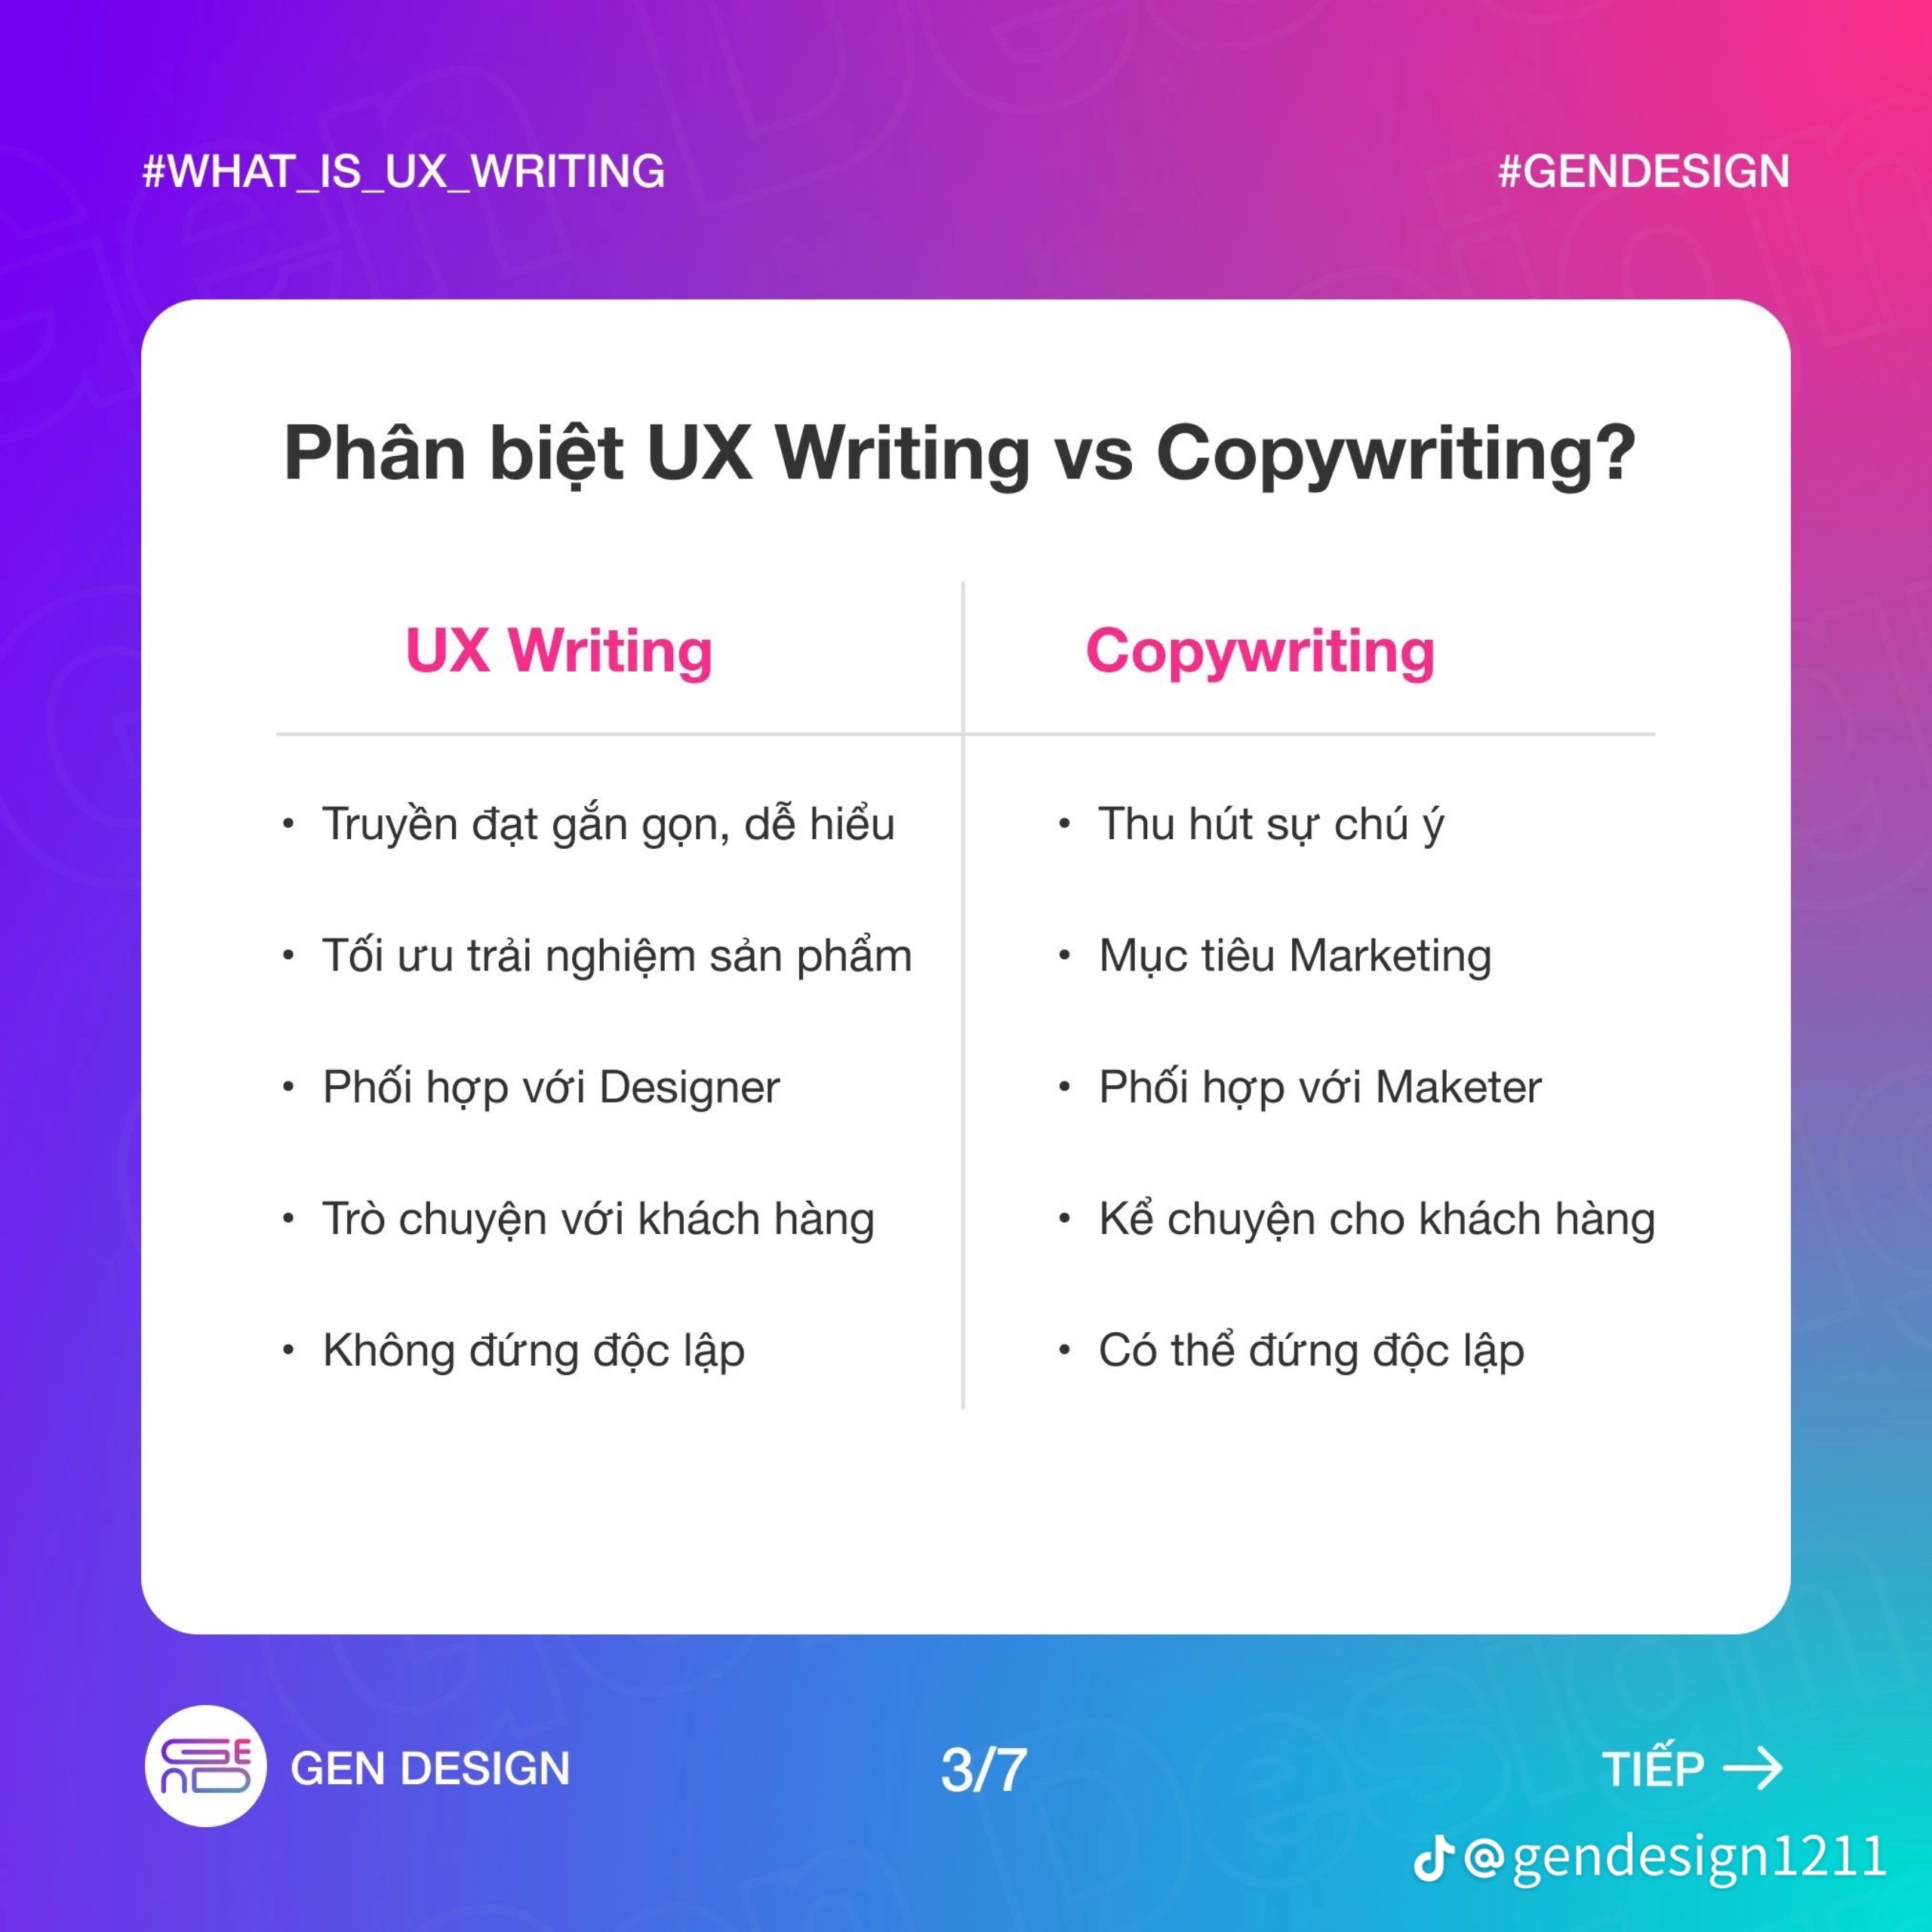 #WHAT_IS_UX_WRITING
#GENDESIGN
Phân biệt UX Writing vs Copywriting?
UX Writing
Copywriting
• Truyền đạt gắn gọn, dễ hiểu
• Thu hút sự chú ý
• Tối ưu trải nghiệm sản phẩm
• Mục tiêu Marketing
• Phối hợp với Designer
• Phối hợp với Maketer
• Trò chuyện với khách hàng
• Kể chuyện cho khách hàng
• Không đứng độc lập
• Có thể đứng độc lập
GEN DESIGN
3/7
TIẾP →
@gendesign1211